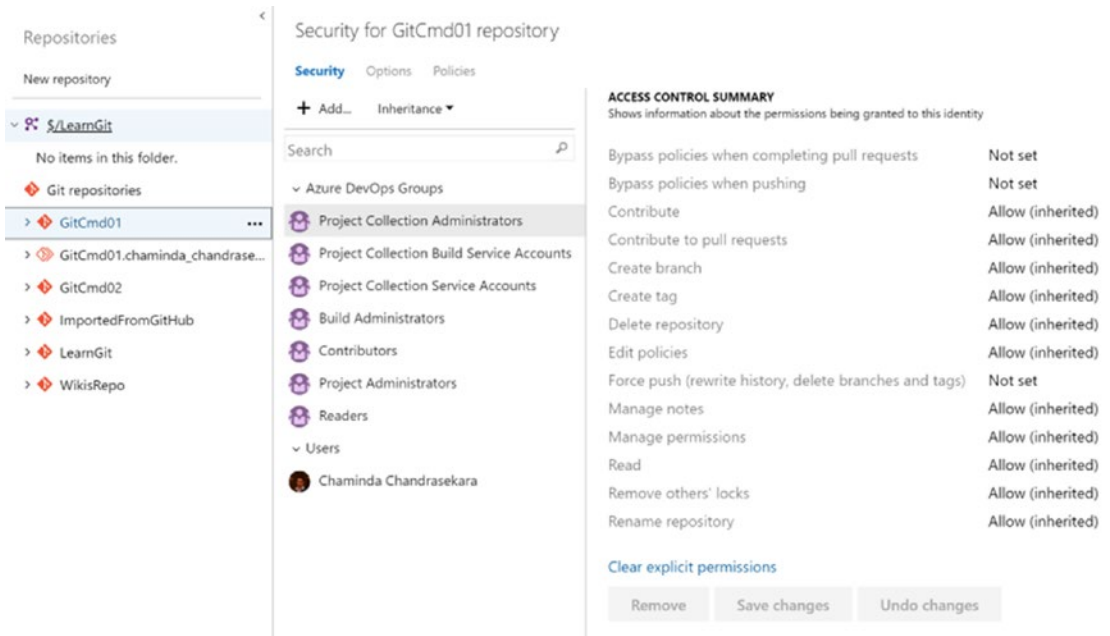 Repositories
New repository
$/LearnGit
No items in this folder.
Git repositories
GitCmd01
GitCmd01.chaminda_chandrase...
GitCmd02
ImportedFromGitHub
LearnGit
WikisRepo
Security for GitCmd01 repository
Security Options Policies
+ Add... Inheritance
Search
Azure DevOps Groups
Project Collection Administrators
Project Collection Build Service Accounts
Project Collection Service Accounts
Build Administrators
Contributors
Project Administrators
Readers
Users
Chaminda Chandrasekara
ACCESS CONTROL SUMMARY
Shows information about the permissions being granted to this identity
Bypass policies when completing pull requests Not set
Bypass policies when pushing Not set
Contribute Allow (inherited)
Contribute to pull requests Allow (inherited)
Create branch Allow (inherited)
Create tag Allow (inherited)
Delete repository Allow (inherited)
Edit policies Allow (inherited)
Force push (rewrite history, delete branches and tags) Not set
Manage notes Allow (inherited)
Manage permissions Allow (inherited)
Read Allow (inherited)
Remove others' locks Allow (inherited)
Rename repository Allow (inherited)
Clear explicit permissions
Remove Save changes Undo changes